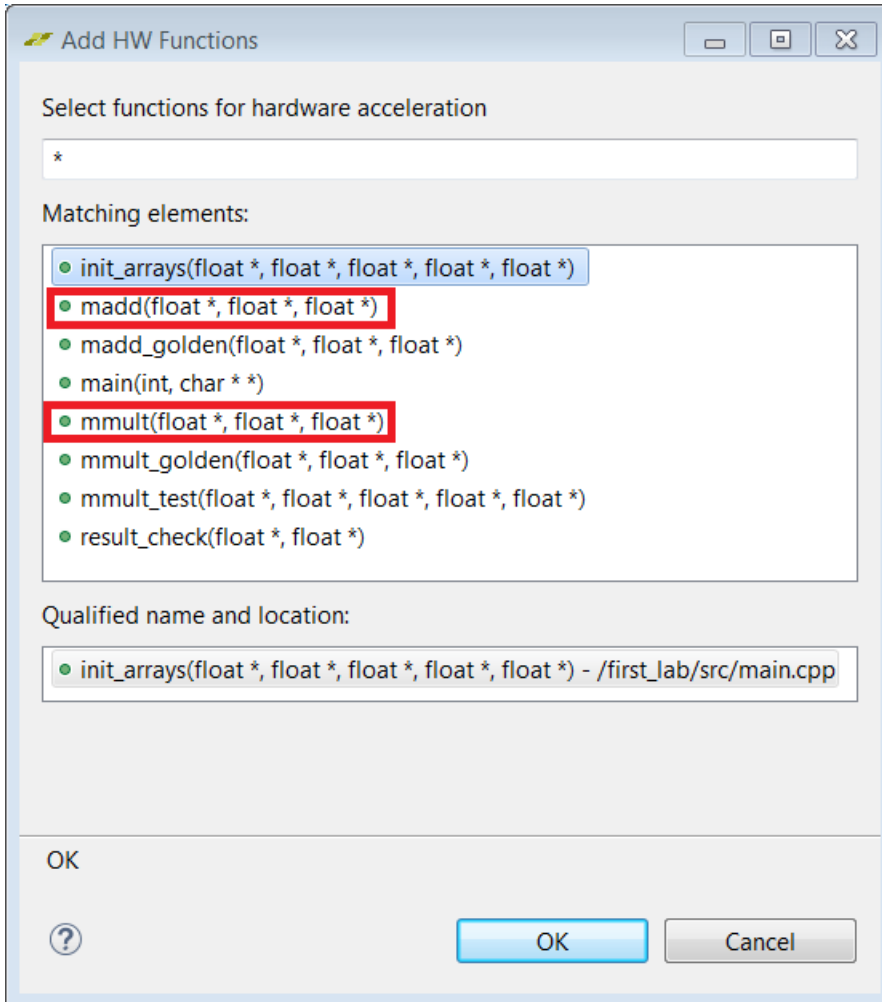 Add HW Functions
Select functions for hardware acceleration
*
Matching elements:
init_arrays(float *, float *, float *, float *, float *)
madd(float *, float *, float *)
madd_golden(float *, float *, float *)
main(int, char * *)
mmult(float *, float *, float *)
mmult_golden(float *, float *, float *)
mmult_test(float *, float *, float *, float *, float *)
result_check(float *, float *)
Qualified name and location:
init_arrays(float *, float *, float *, float *, float *) - /first_lab/src/main.cpp
OK
?
OK
Cancel